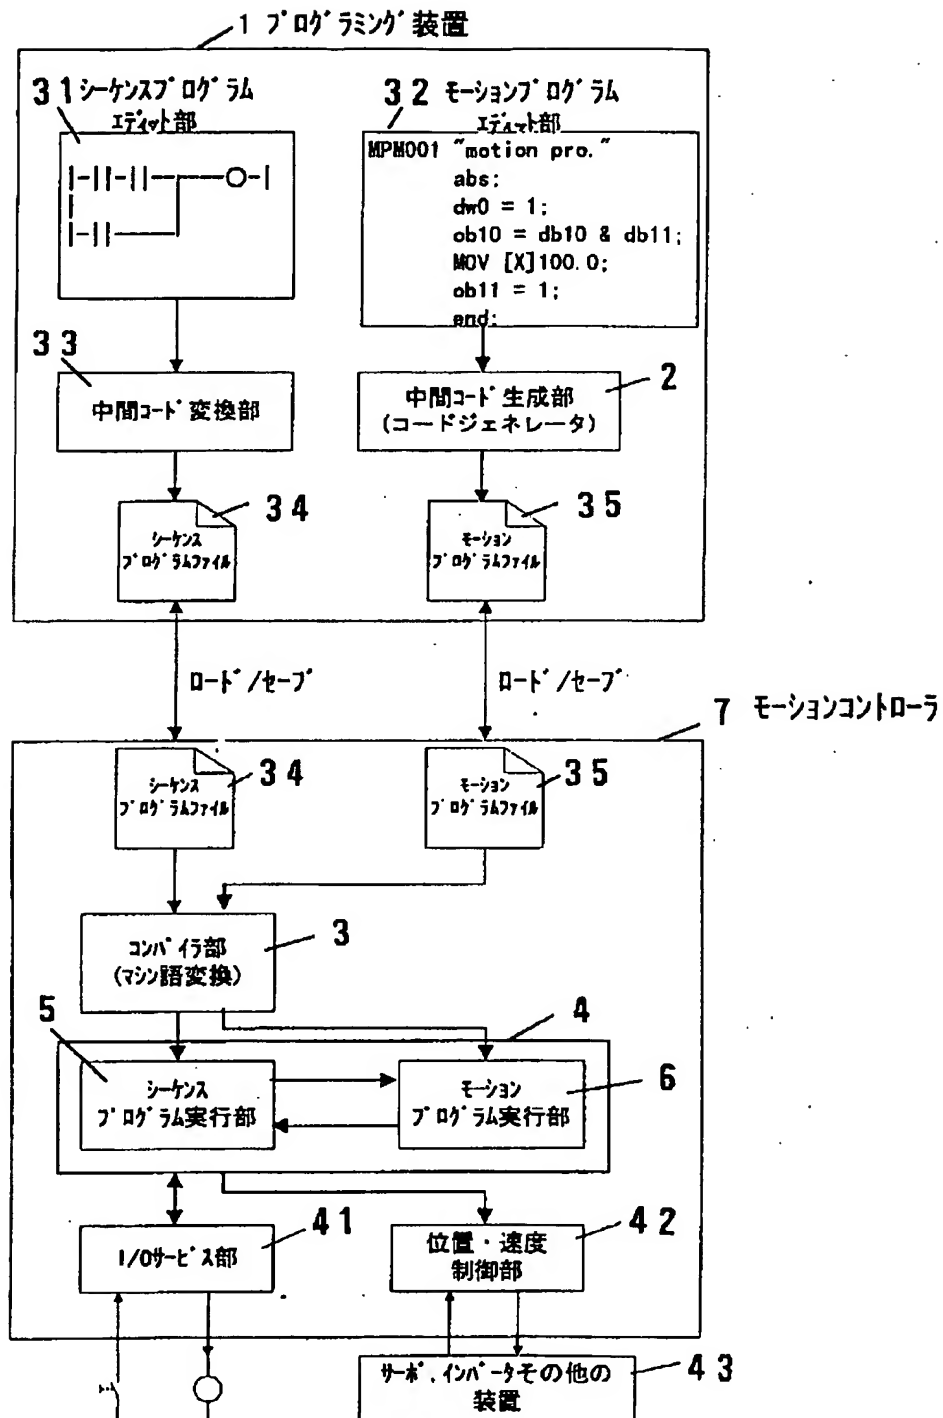 1 プログラミング装置
31 シーケンスプログラム
エディット部
32 モーションプログラム
エディット部
MPM001 "motion pro."
abs;
dw0 = 1;
ob10 = db10 & db11;
MOV [X]100.0;
ob11 = 1;
end;
33
中間コード変換部
2
中間コード生成部
(コードジェネレータ)
34
シーケンス
プログラムファイル
35
モーション
プログラムファイル
ロード/セーブ
ロード/セーブ
7 モーションコントローラ
34
シーケンス
プログラムファイル
35
モーション
プログラムファイル
3
コンパイラ部
(マシン語変換)
4
5
シーケンス
プログラム実行部
6
モーション
プログラム実行部
41
I/Oサービス部
42
位置・速度
制御部
43
サーボ、インバータその他の
装置